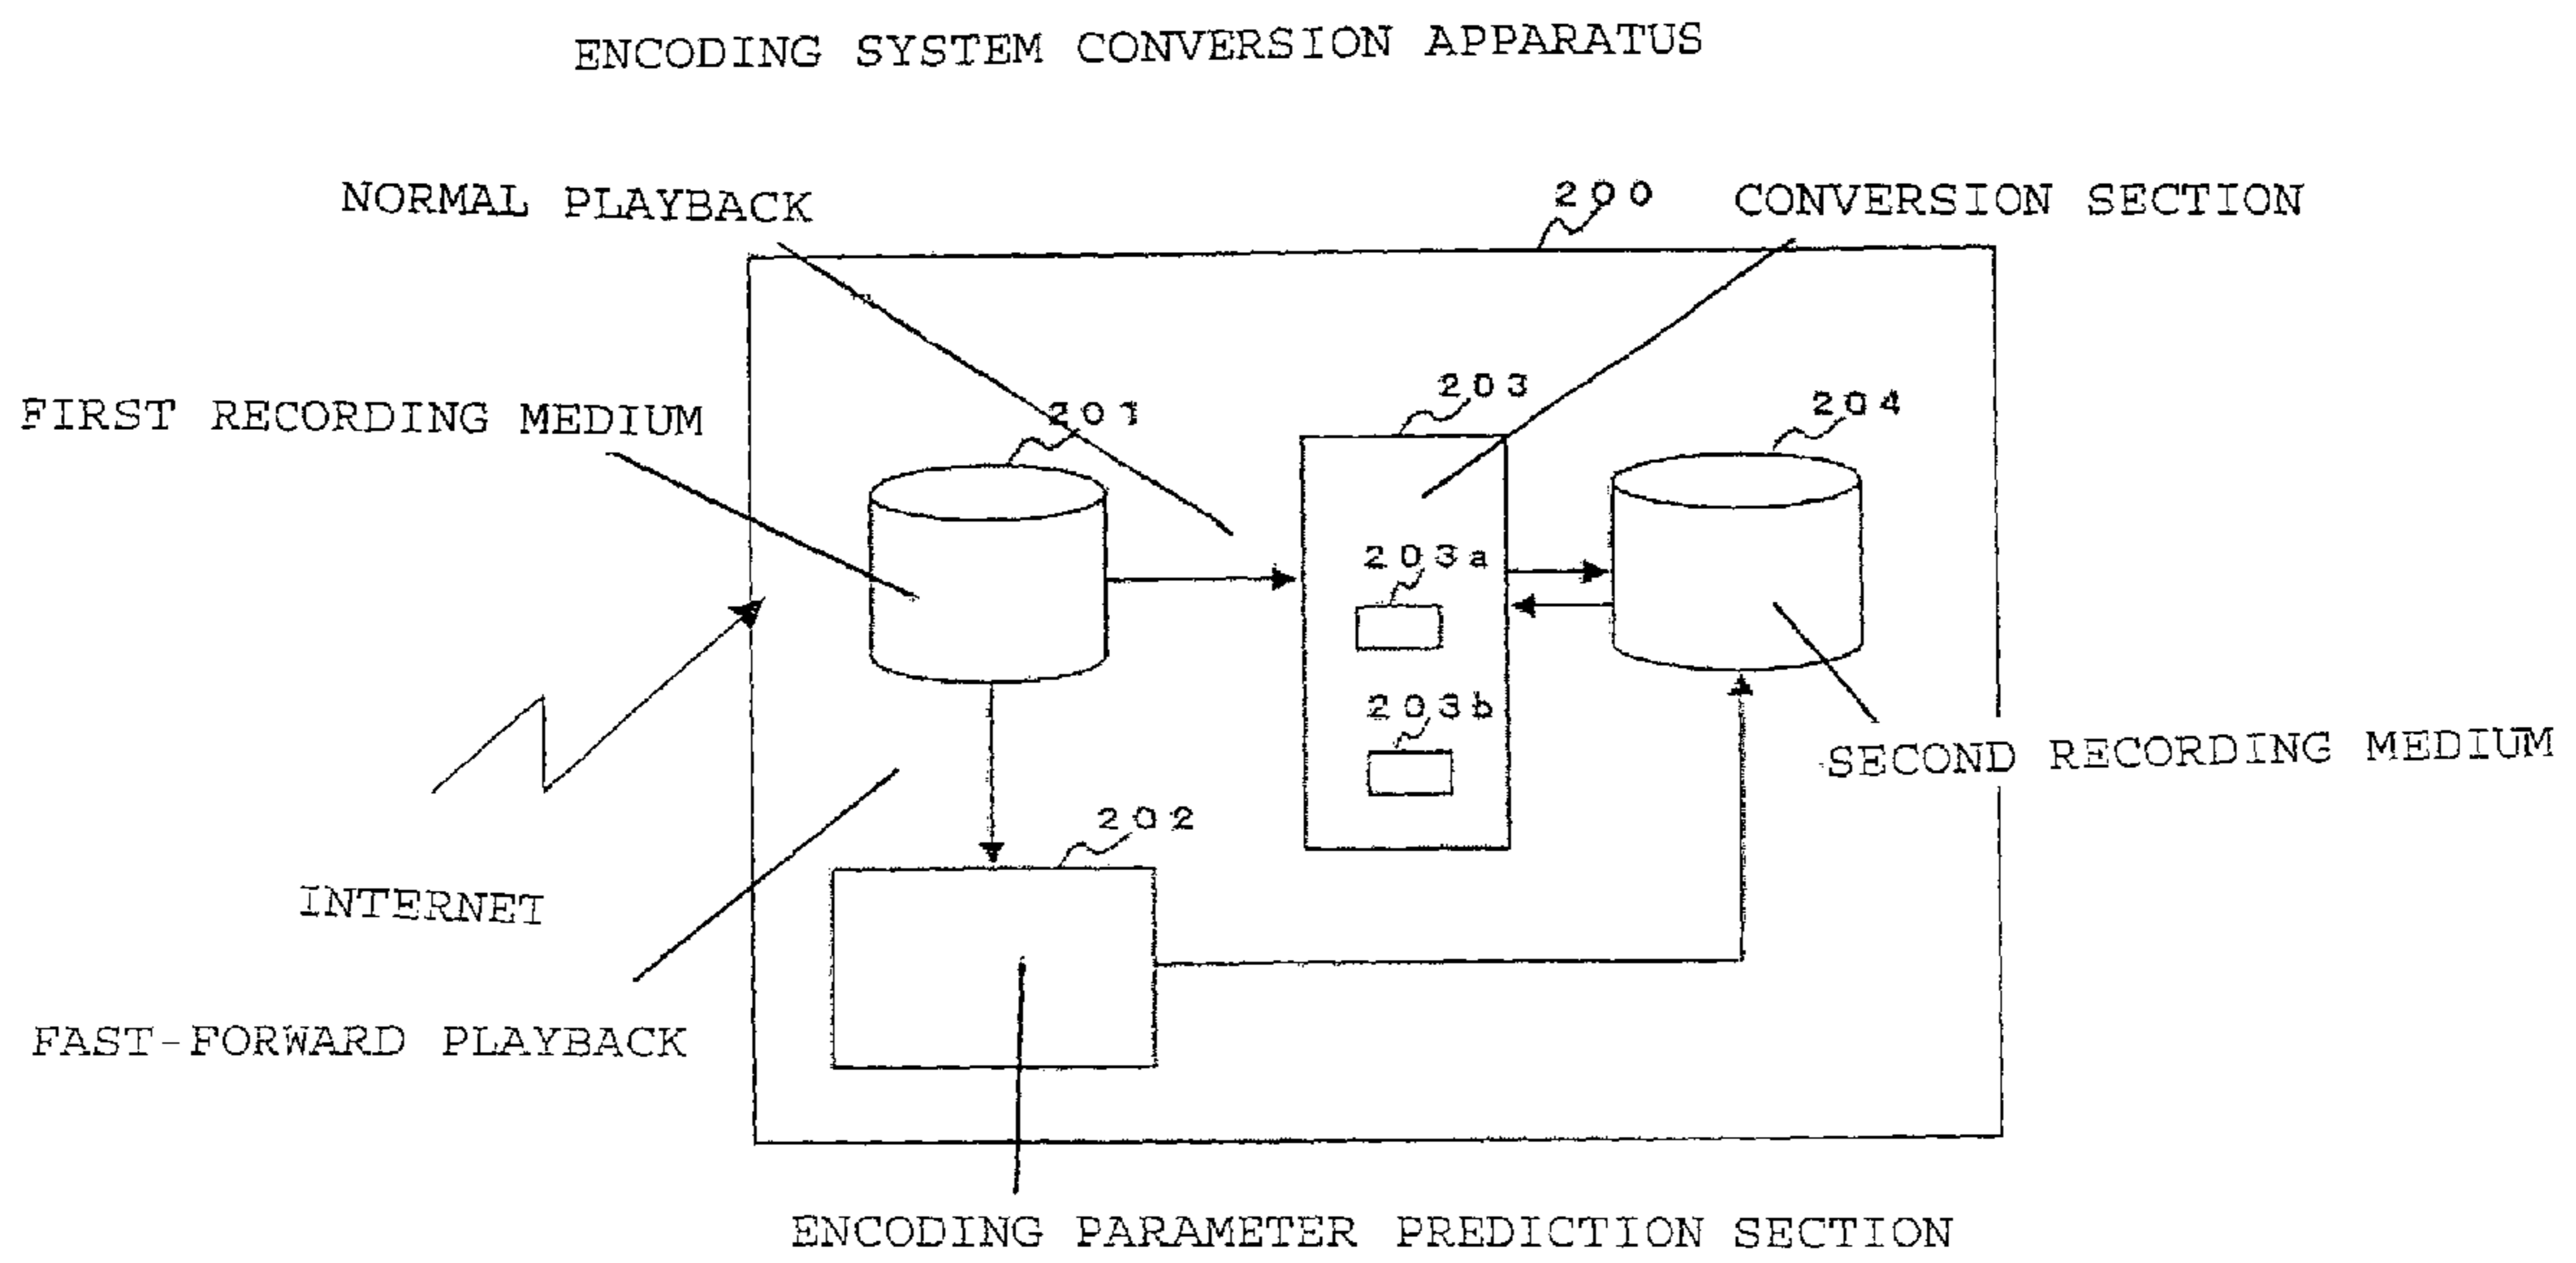 ENCODING SYSTEM CONVERSION APPARATUS
NORMAL PLAYBACK
200
CONVERSION SECTION
FIRST RECORDING MEDIUM
201
203
204
203a
203b
SECOND RECORDING MEDIUM
202
INTERNET
FAST-FORWARD PLAYBACK
ENCODING PARAMETER PREDICTION SECTION